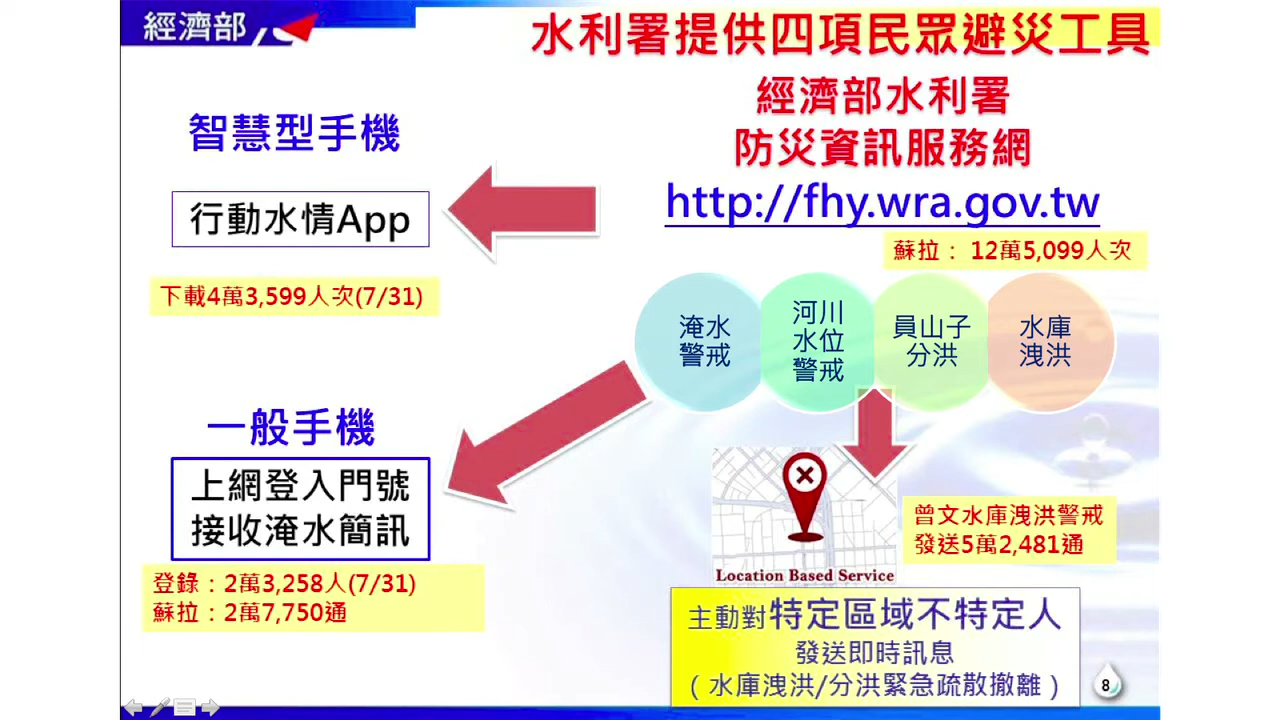 經濟部
水利署提供四項民眾避災工具
經濟部水利署
防災資訊服務網
http://fhy.wra.gov.tw
蘇拉： 12萬5,099人次
智慧型手機
行動水情App
下載4萬3,599人次(7/31)
淹水
警戒
河川
水位
警戒
員山子
分洪
水庫
洩洪
一般手機
上網登入門號
接收淹水簡訊
登錄：2萬3,258人(7/31)
蘇拉：2萬7,750通
Location Based Service
曾文水庫洩洪警戒
發送5萬2,481通
主動對特定區域不特定人
發送即時訊息
（水庫洩洪/分洪緊急疏散撤離）
8